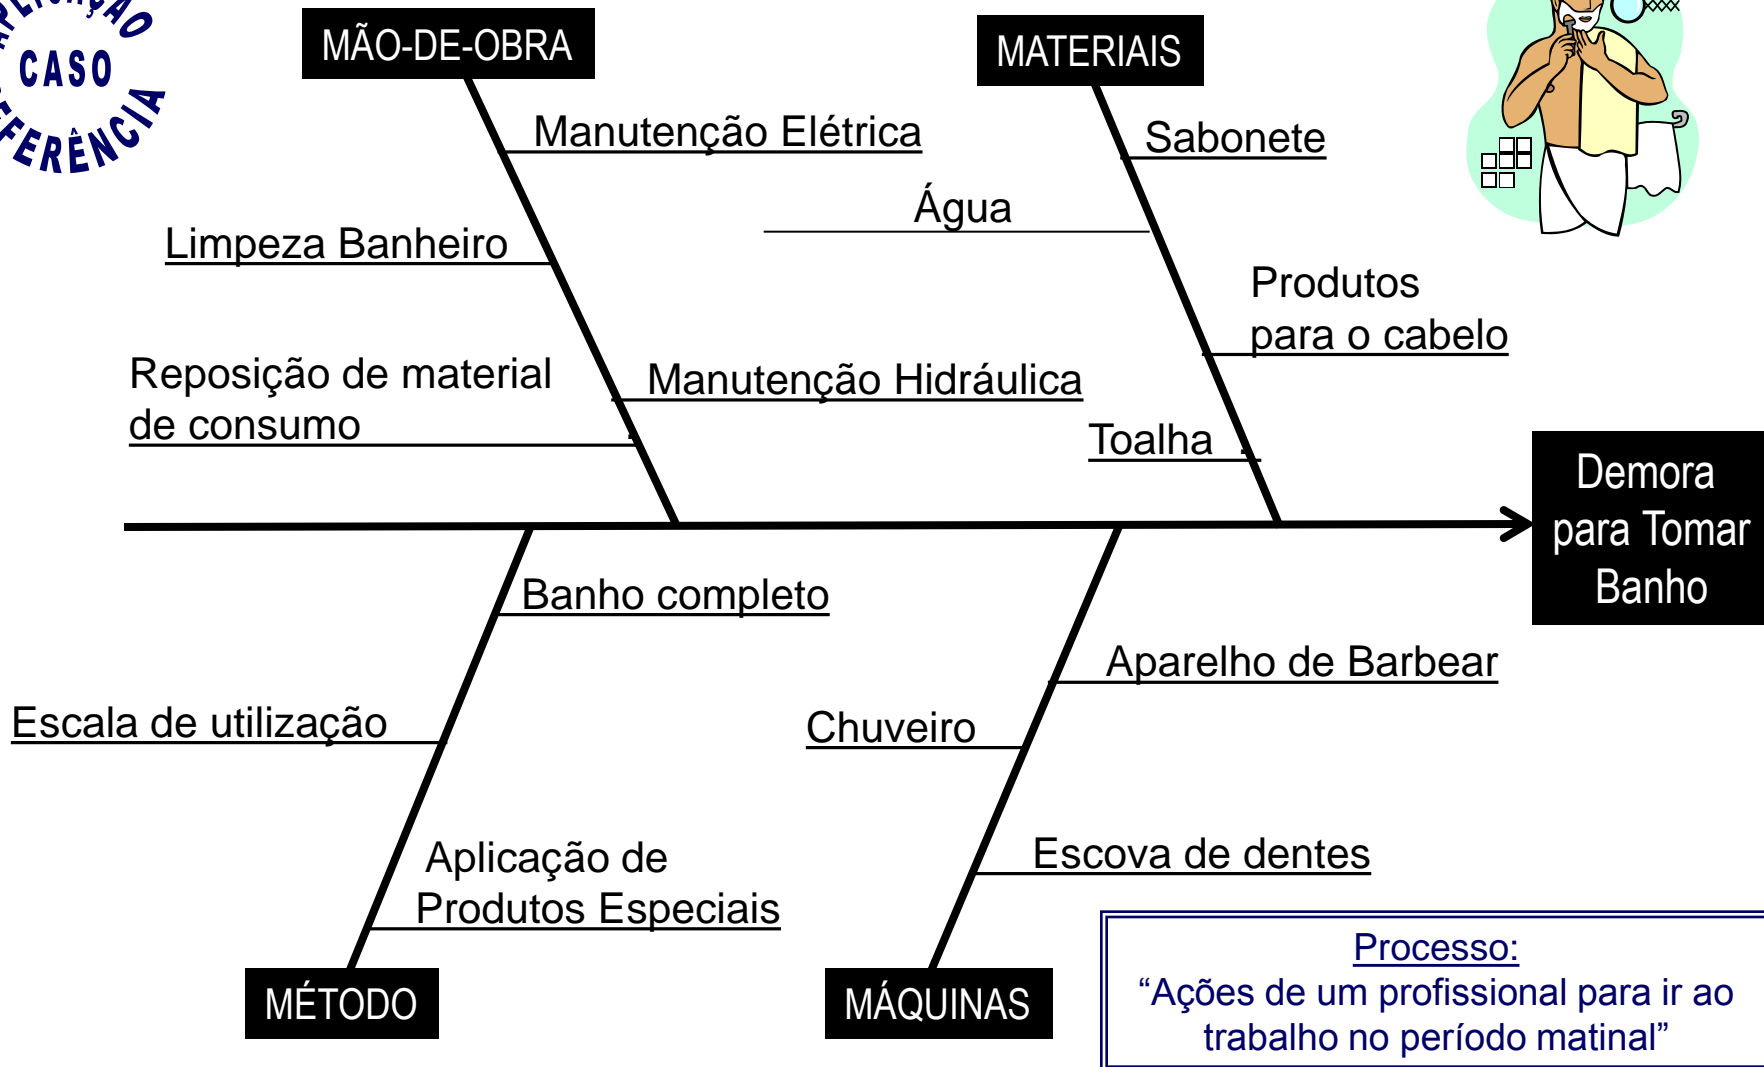 APLICAÇÃO
CASO
REFERÊNCIA
MÃO-DE-OBRA
MATERIAIS
Manutenção Elétrica
Sabonete
Água
Limpeza Banheiro
Produtos
para o cabelo
Reposição de material
de consumo
Manutenção Hidráulica
Toalha
Demora
para Tomar
Banho
Banho completo
Aparelho de Barbear
Escala de utilização
Chuveiro
Aplicação de
Produtos Especiais
Escova de dentes
MÉTODO
MÁQUINAS
Processo:
“Ações de um profissional para ir ao
trabalho no período matinal”